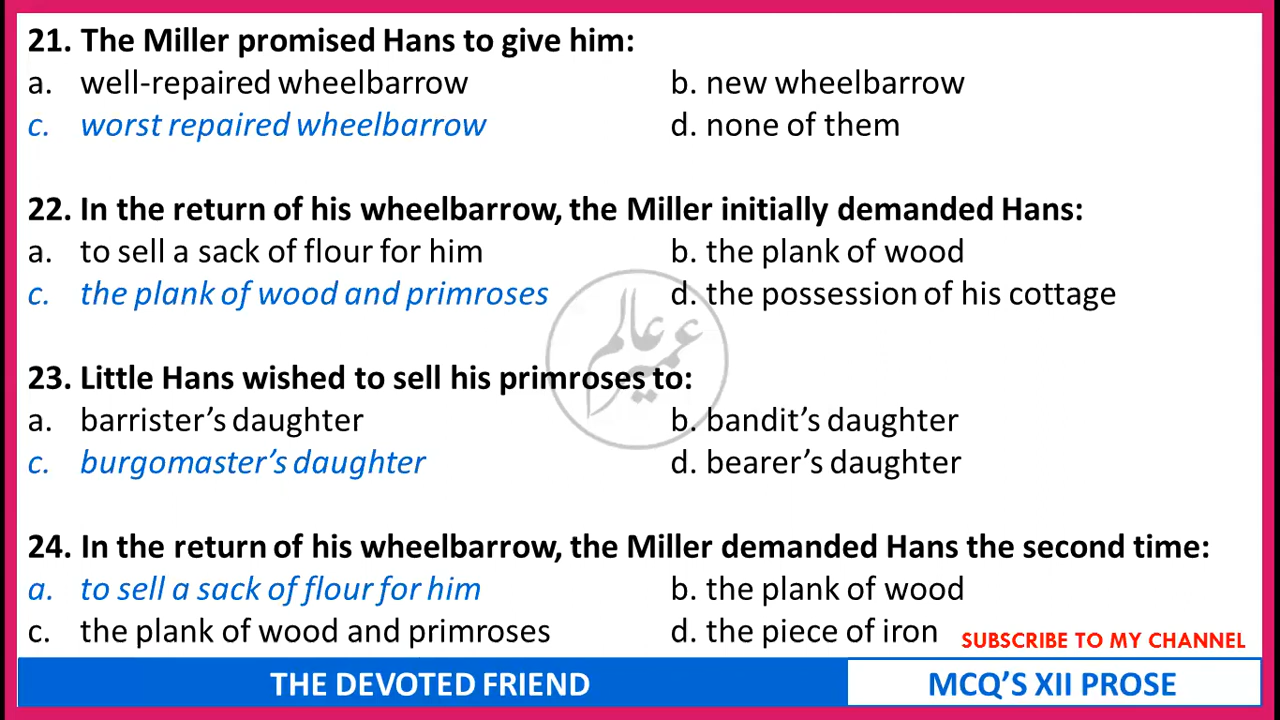 21. The Miller promised Hans to give him:
a. well-repaired wheelbarrow b. new wheelbarrow
c. worst repaired wheelbarrow d. none of them
22. In the return of his wheelbarrow, the Miller initially demanded Hans:
a. to sell a sack of flour for him b. the plank of wood
c. the plank of wood and primroses d. the possession of his cottage
عمیر عالم
23. Little Hans wished to sell his primroses to:
a. barrister’s daughter b. bandit’s daughter
c. burgomaster’s daughter d. bearer’s daughter
24. In the return of his wheelbarrow, the Miller demanded Hans the second time:
a. to sell a sack of flour for him b. the plank of wood
c. the plank of wood and primroses d. the piece of iron
SUBSCRIBE TO MY CHANNEL
THE DEVOTED FRIEND MCQ’S XII PROSE